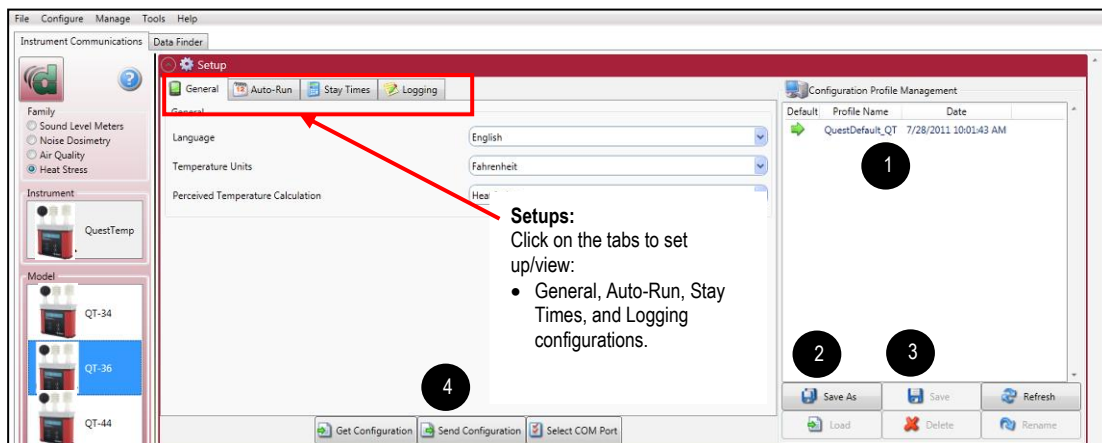 File Configure Manage Tools Help
Instrument Communications Data Finder
Setup
General Auto-Run Stay Times Logging
Configuration Profile Management
Family
Sound Level Meters
Noise Dosimetry
Air Quality
Heat Stress
General
Language English
Temperature Units Fahrenheit
Perceived Temperature Calculation
Default Profile Name Date
QuestDefault_QT 7/28/2011 10:01:43 AM
1
Instrument
QuestTemp
Setups:
Click on the tabs to set
up/view:
• General, Auto-Run, Stay
Times, and Logging
configurations.
Model
QT-34
QT-36
QT-44
2
3
4
Save As Save Refresh
Load Delete Rename
Get Configuration Send Configuration Select COM Port